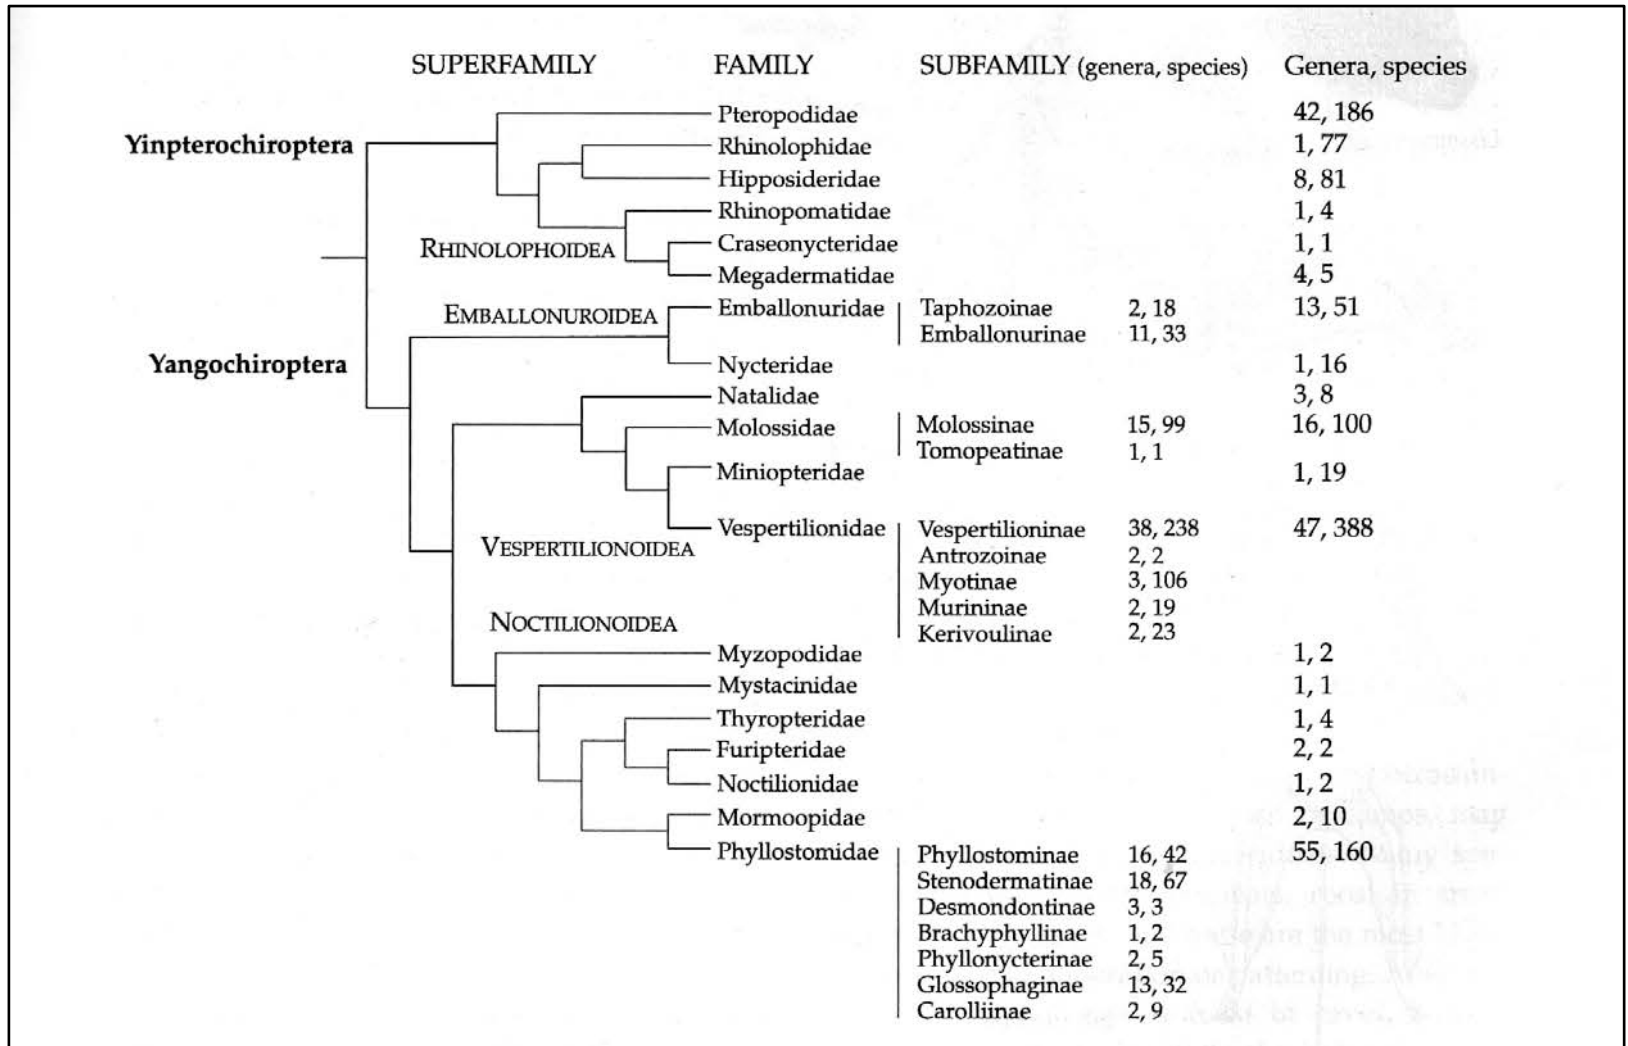 SUPERFAMILY FAMILY SUBFAMILY (genera, species) Genera, species
Pteropodidae 42, 186
Yinpterochiroptera Rhinolophidae 1, 77
Hipposideridae 8, 81
Rhinopomatidae 1, 4
RHINOLOPHOIDEA Craseonycteridae 1, 1
Megadermatidae 4, 5
EMBALLONUROIDEA Emballonuridae Taphozoinae 2, 18 13, 51
Emballonurinae 11, 33
Yangochiroptera Nycteridae 1, 16
Natalidae 3, 8
Molossidae Molossinae 15, 99 16, 100
Tomopeatinae 1, 1
Miniopteridae 1, 19
Vespertilionidae Vespertilioninae 38, 238 47, 388
VESPERTILIONOIDEA Antrozoinae 2, 2
Myotinae 3, 106
Murininae 2, 19
NOCTILIONOIDEA Kerivoulinae 2, 23
Myzopodidae 1, 2
Mystacinidae 1, 1
Thyropteridae 1, 4
Furipteridae 2, 2
Noctilionidae 1, 2
Mormoopidae 2, 10
Phyllostomidae Phyllostominae 16, 42 55, 160
Stenodermatinae 18, 67
Desmondontinae 3, 3
Brachyphyllinae 1, 2
Phyllonycterinae 2, 5
Glossophaginae 13, 32
Carolliinae 2, 9